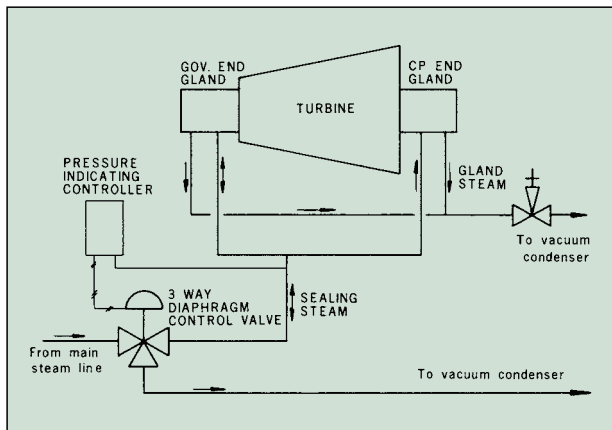 GOV. END
GLAND
CP END
GLAND
TURBINE
PRESSURE
INDICATING
CONTROLLER
GLAND
STEAM
To vacuum
condenser
3 WAY
DIAPHRAGM
CONTROL VALVE
SEALING
STEAM
From main
steam line
To vacuum condenser